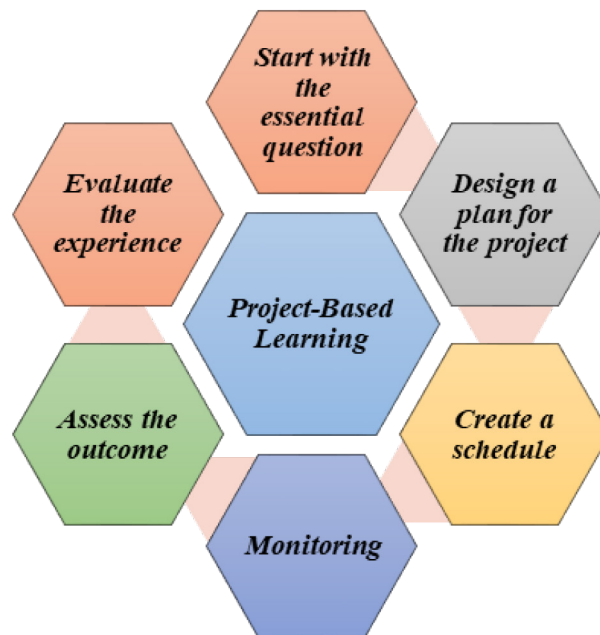 Start with
the
essential
question
Design a
plan for
the project
Create a
schedule
Monitoring
Assess the
outcome
Evaluate
the
experience
Project-Based
Learning